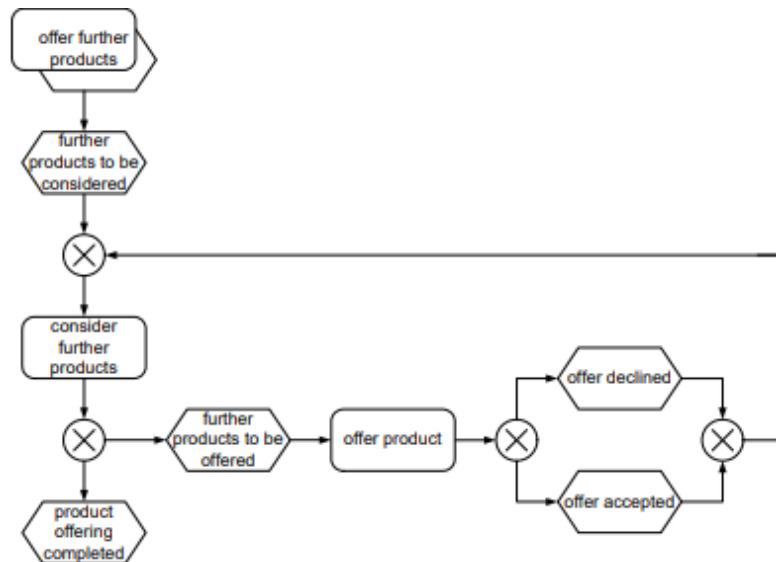 offer further
products
further
products to be
considered
consider
further
products
further
products to be
offered
offer product
offer declined
offer accepted
product
offering
completed